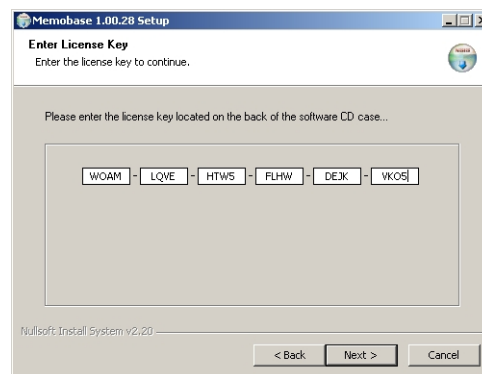 Memobase 1.00.28 Setup
Enter License Key
Enter the license key to continue.
Please enter the license key located on the back of the software CD case...
WOAM - LQVE - HTW5 - FLHW - DEJK - VKO5
Nullsoft Install System v2.20
< Back Next > Cancel